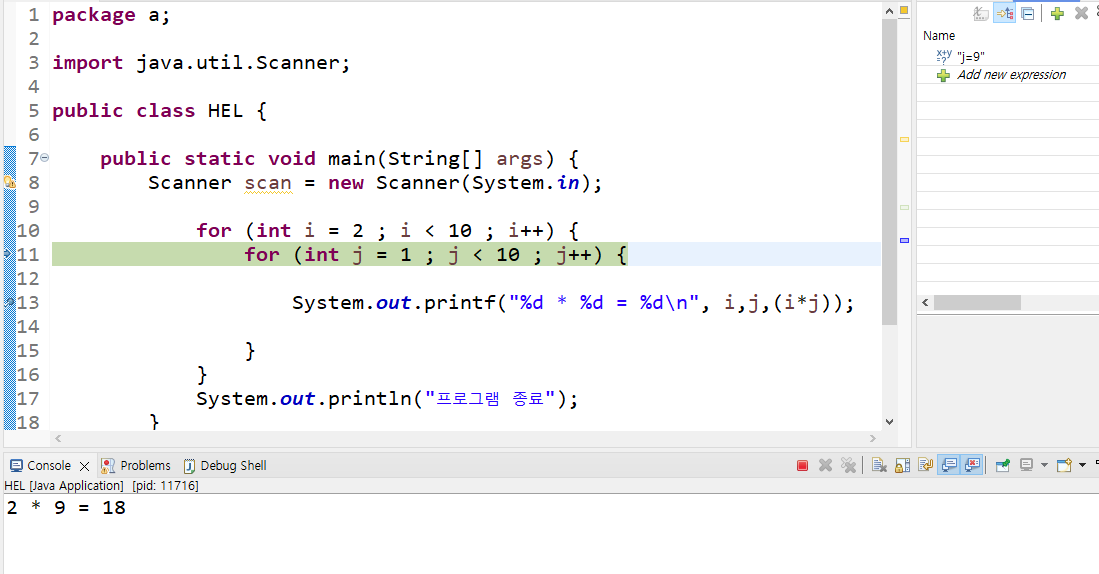 1 package a;
2
3 import java.util.Scanner;
4
5 public class HEL {
6
7 public static void main(String[] args) {
8 Scanner scan = new Scanner(System.in);
9
10 for (int i = 2 ; i < 10 ; i++) {
11 for (int j = 1 ; j < 10 ; j++) {
12
13 System.out.printf("%d * %d = %d\n", i,j,(i*j));
14
15 }
16 }
17 System.out.println("프로그램 종료");
18 }
Name
x+y=? "j=9"
Add new expression
Console Problems Debug Shell
HEL [Java Application] [pid: 11716]
2 * 9 = 18